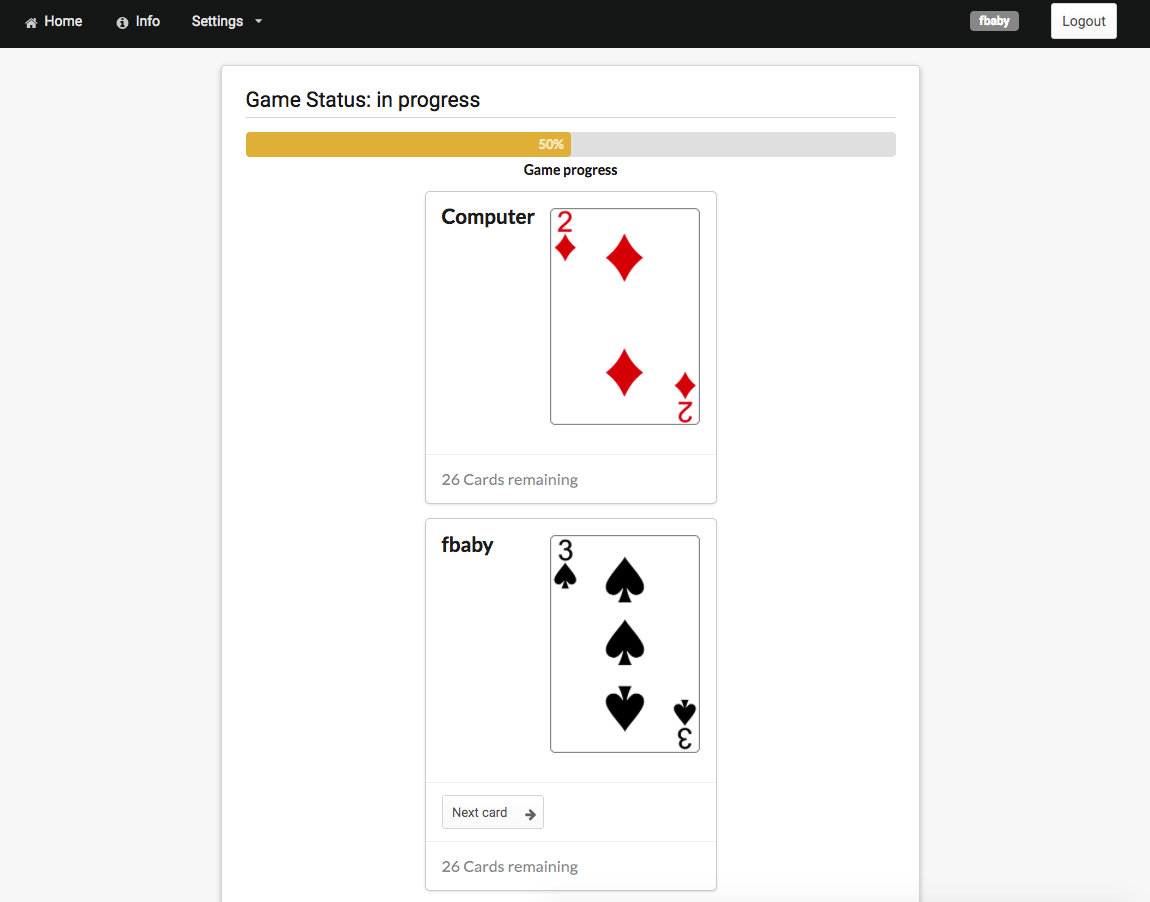 Home Info Settings fbaby Logout
Game Status: in progress
50%
Game progress
Computer
2
2
26 Cards remaining
fbaby
3
3
Next card
26 Cards remaining